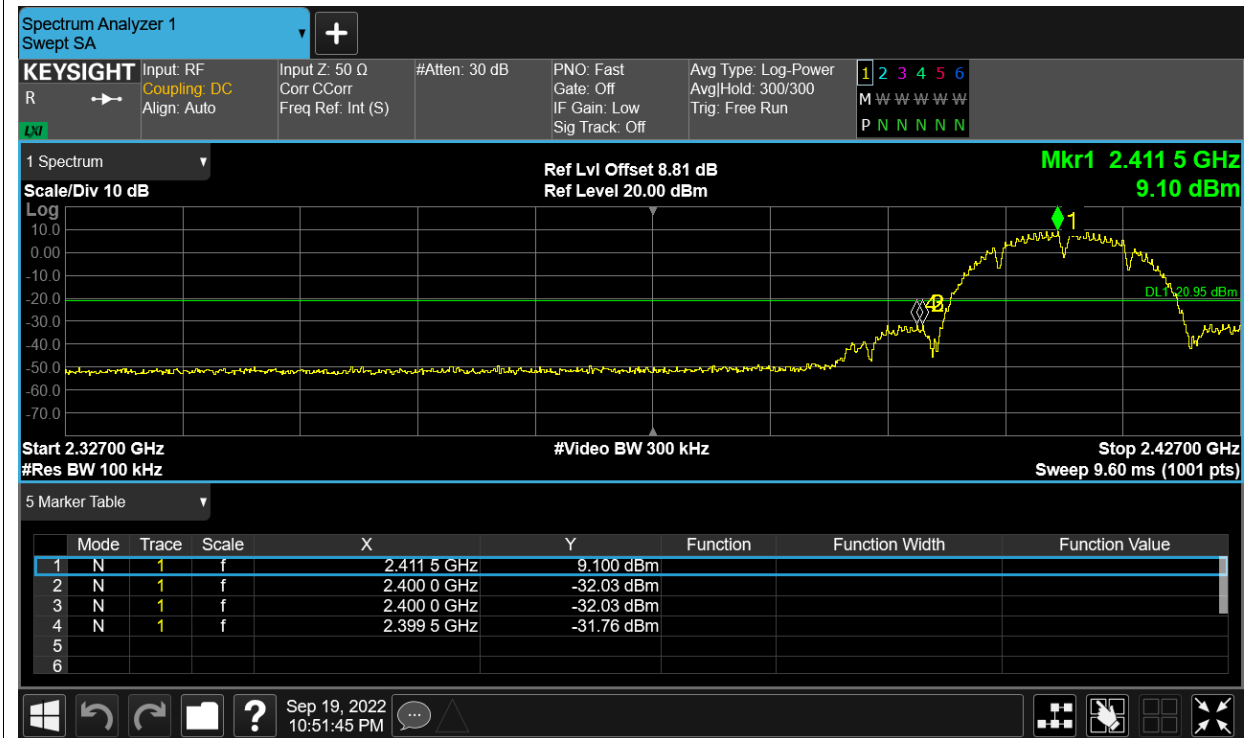 Spectrum Analyzer 1
Swept SA
+
KEYSIGHT
R
LXI
Input: RF
Coupling: DC
Align: Auto
Input Z: 50 Ω
Corr CCorr
Freq Ref: Int (S)
#Atten: 30 dB
PNO: Fast
Gate: Off
IF Gain: Low
Sig Track: Off
Avg Type: Log-Power
Avg|Hold: 300/300
Trig: Free Run
1 2 3 4 5 6
M W W W W W
P N N N N N
1 Spectrum
Scale/Div 10 dB
Ref Lvl Offset 8.81 dB
Ref Level 20.00 dBm
Mkr1 2.411 5 GHz
9.10 dBm
Log
10.0
0.00
-10.0
-20.0
-30.0
-40.0
-50.0
-60.0
-70.0
1
DL1 -20.95 dBm
Start 2.32700 GHz
#Res BW 100 kHz
#Video BW 300 kHz
Stop 2.42700 GHz
Sweep 9.60 ms (1001 pts)
5 Marker Table
Mode Trace Scale X Y Function Function Width Function Value
1 N 1 f 2.411 5 GHz 9.100 dBm
2 N 1 f 2.400 0 GHz -32.03 dBm
3 N 1 f 2.400 0 GHz -32.03 dBm
4 N 1 f 2.399 5 GHz -31.76 dBm
5
6
?
Sep 19, 2022
10:51:45 PM